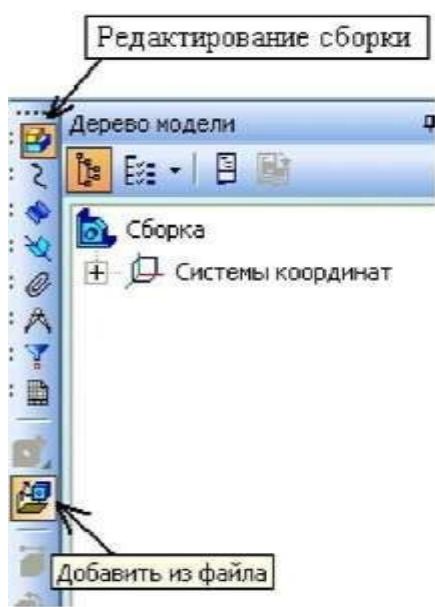 Редактирование сборки
Дерево модели
Сборка
Системы координат
Добавить из файла